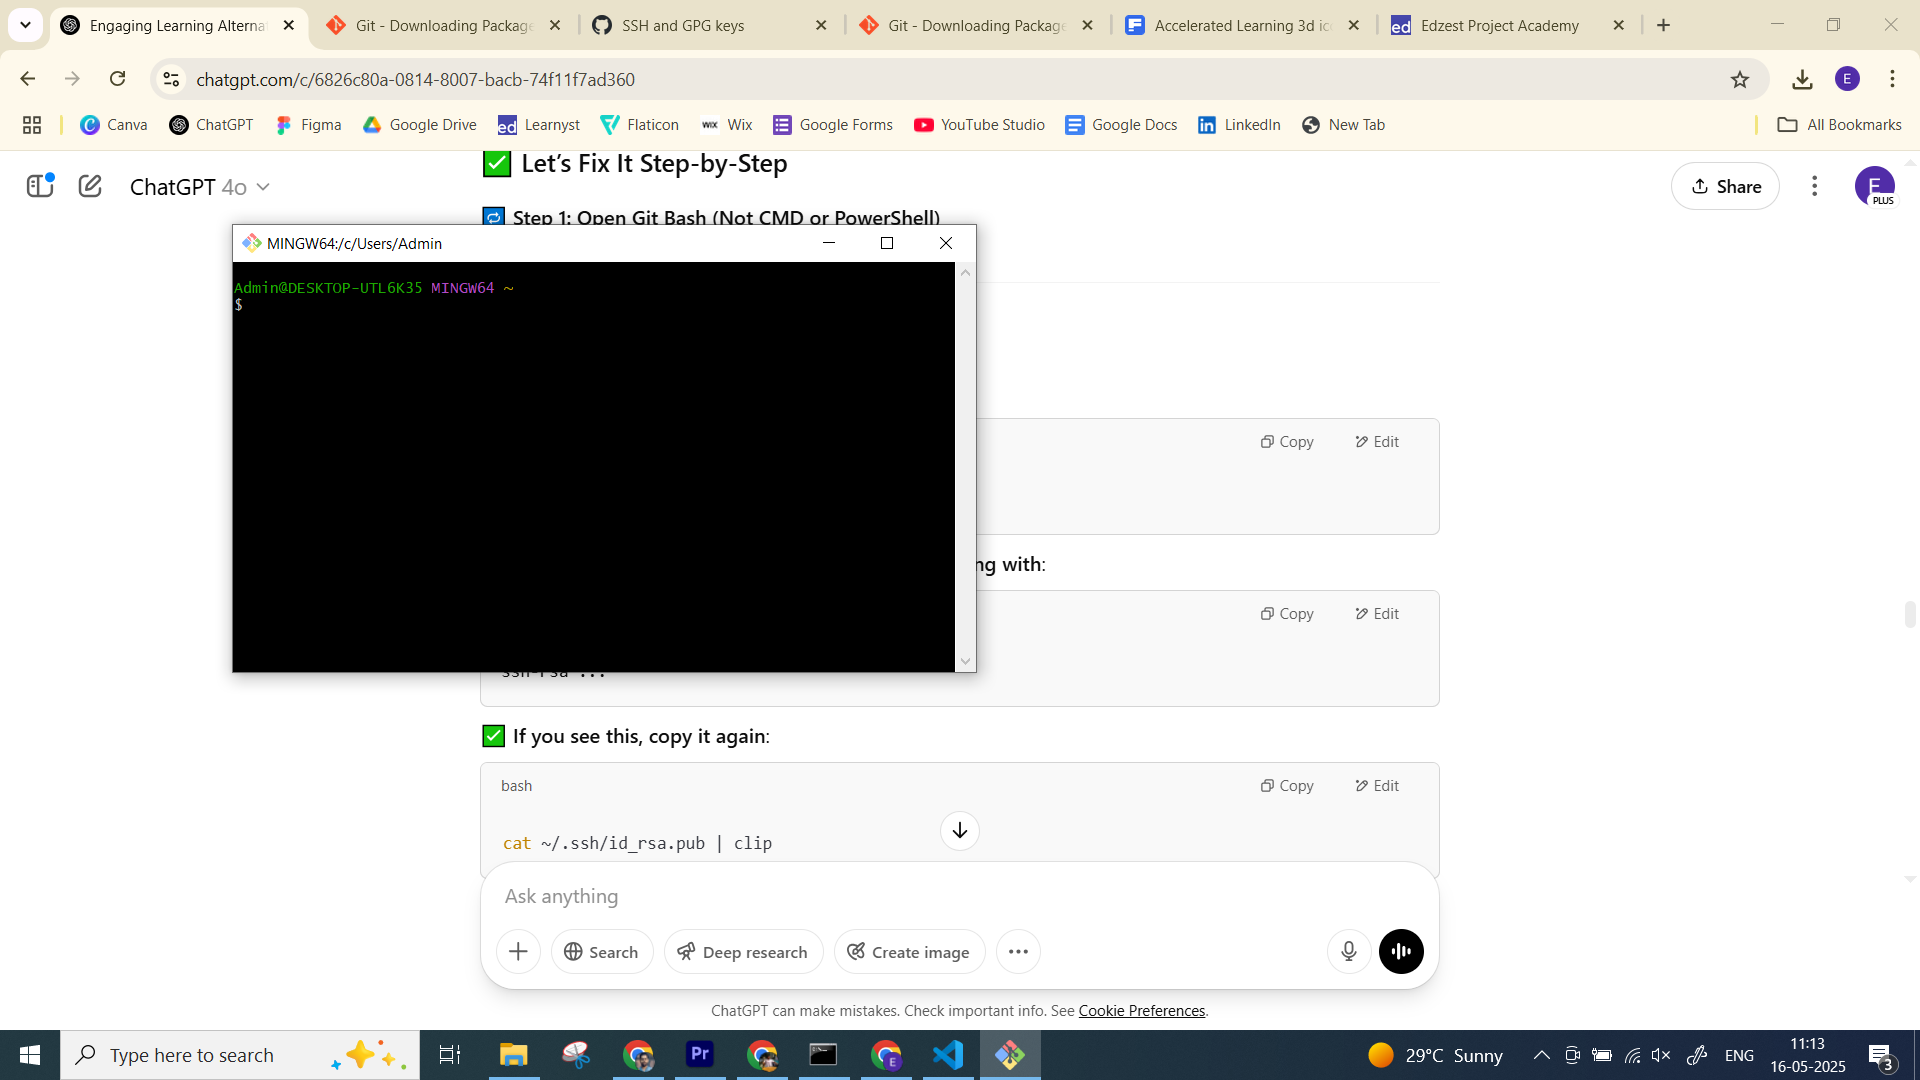 Engaging Learning Alterna
Git - Downloading Package
SSH and GPG keys
Git - Downloading Package
Accelerated Learning 3d ic
Edzest Project Academy
chatgpt.com/c/6826c80a-0814-8007-bacb-74f11f7ad360
E
Canva
ChatGPT
Figma
Google Drive
ed
Learnyst
Flaticon
WIX
Wix
Google Forms
YouTube Studio
Google Docs
LinkedIn
New Tab
All Bookmarks
ChatGPT 4o
✅ Let’s Fix It Step-by-Step
Share
E
PLUS
Step 1: Open Git Bash (Not CMD or PowerShell)
MINGW64:/c/Users/Admin
Admin@DESKTOP-UTL6K35 MINGW64 ~
$
Copy
Edit
ng with:
Copy
Edit
ssh-rsa ...
✅ If you see this, copy it again:
bash
Copy
Edit
cat ~/.ssh/id_rsa.pub | clip
Ask anything
Search
Deep research
Create image
ChatGPT can make mistakes. Check important info. See Cookie Preferences.
Type here to search
Pr
E
29°C Sunny
ENG
11:13
16-05-2025
3